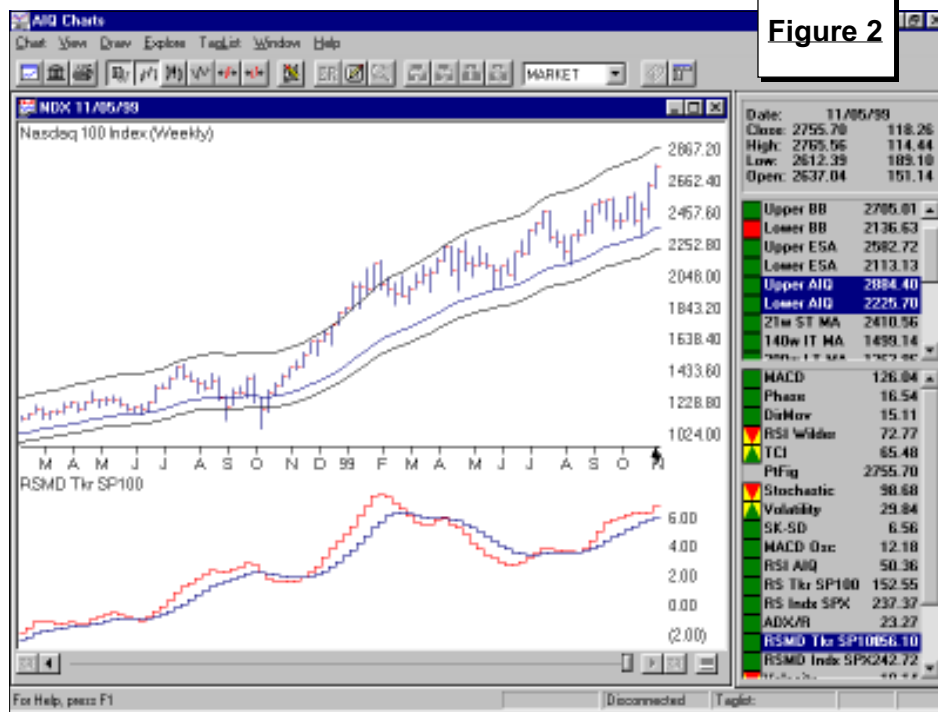 AIQ Charts
Figure 2
Chart View Draw Explore TagList Window Help
ER
MARKET
NDX 11/05/99
Nasdaq 100 Index (Weekly)
2867.20
2662.40
2457.60
2252.80
2048.00
1843.20
1638.40
1433.60
1228.80
1024.00
M A M J J A S O N D 99 F M A M J J A S O N
RSMD Tkr SP100
6.00
4.00
2.00
0.00
(2.00)
Date: 11/05/99
Close: 2755.70 118.26
High: 2765.56 114.44
Low: 2612.39 189.10
Open: 2637.04 151.14
Upper BB 2705.01
Lower BB 2136.63
Upper ESA 2582.72
Lower ESA 2113.13
Upper AIQ 2884.40
Lower AIQ 2225.70
21w ST MA 2410.56
140w IT MA 1499.14
MACD 126.04
Phase 16.54
DirMov 15.11
RSI Wilder 72.77
TCI 65.48
PtFig 2755.70
Stochastic 98.68
Volatility 29.84
SK-SD 6.56
MACD Osc 12.18
RSI AIQ 50.36
RS Tkr SP100 152.55
RS Indx SPX 237.37
ADX/R 23.27
RSMD Tkr SP10056.10
RSMD Indx SPX242.72
For Help, press F1
Disconnected
Taglist: